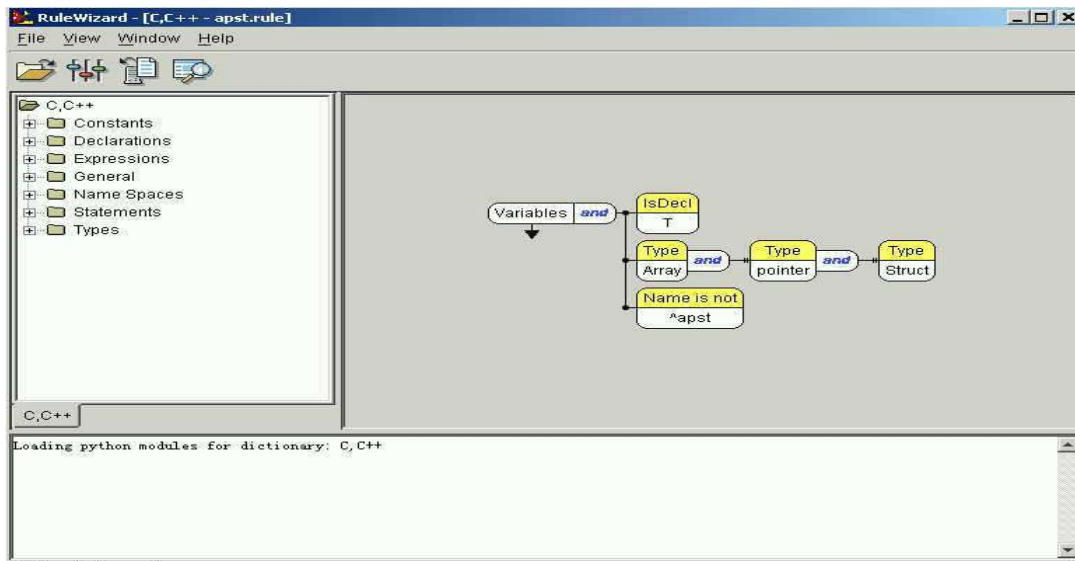 RuleWizard - [C,C++ - apst.rule]
File View Window Help
C,C++
Constants
Declarations
Expressions
General
Name Spaces
Statements
Types
C,C++
Variables and
IsDecl
T
Type and Type and Type
Array pointer Struct
Name is not
^apst
Loading python modules for dictionary: C,C++